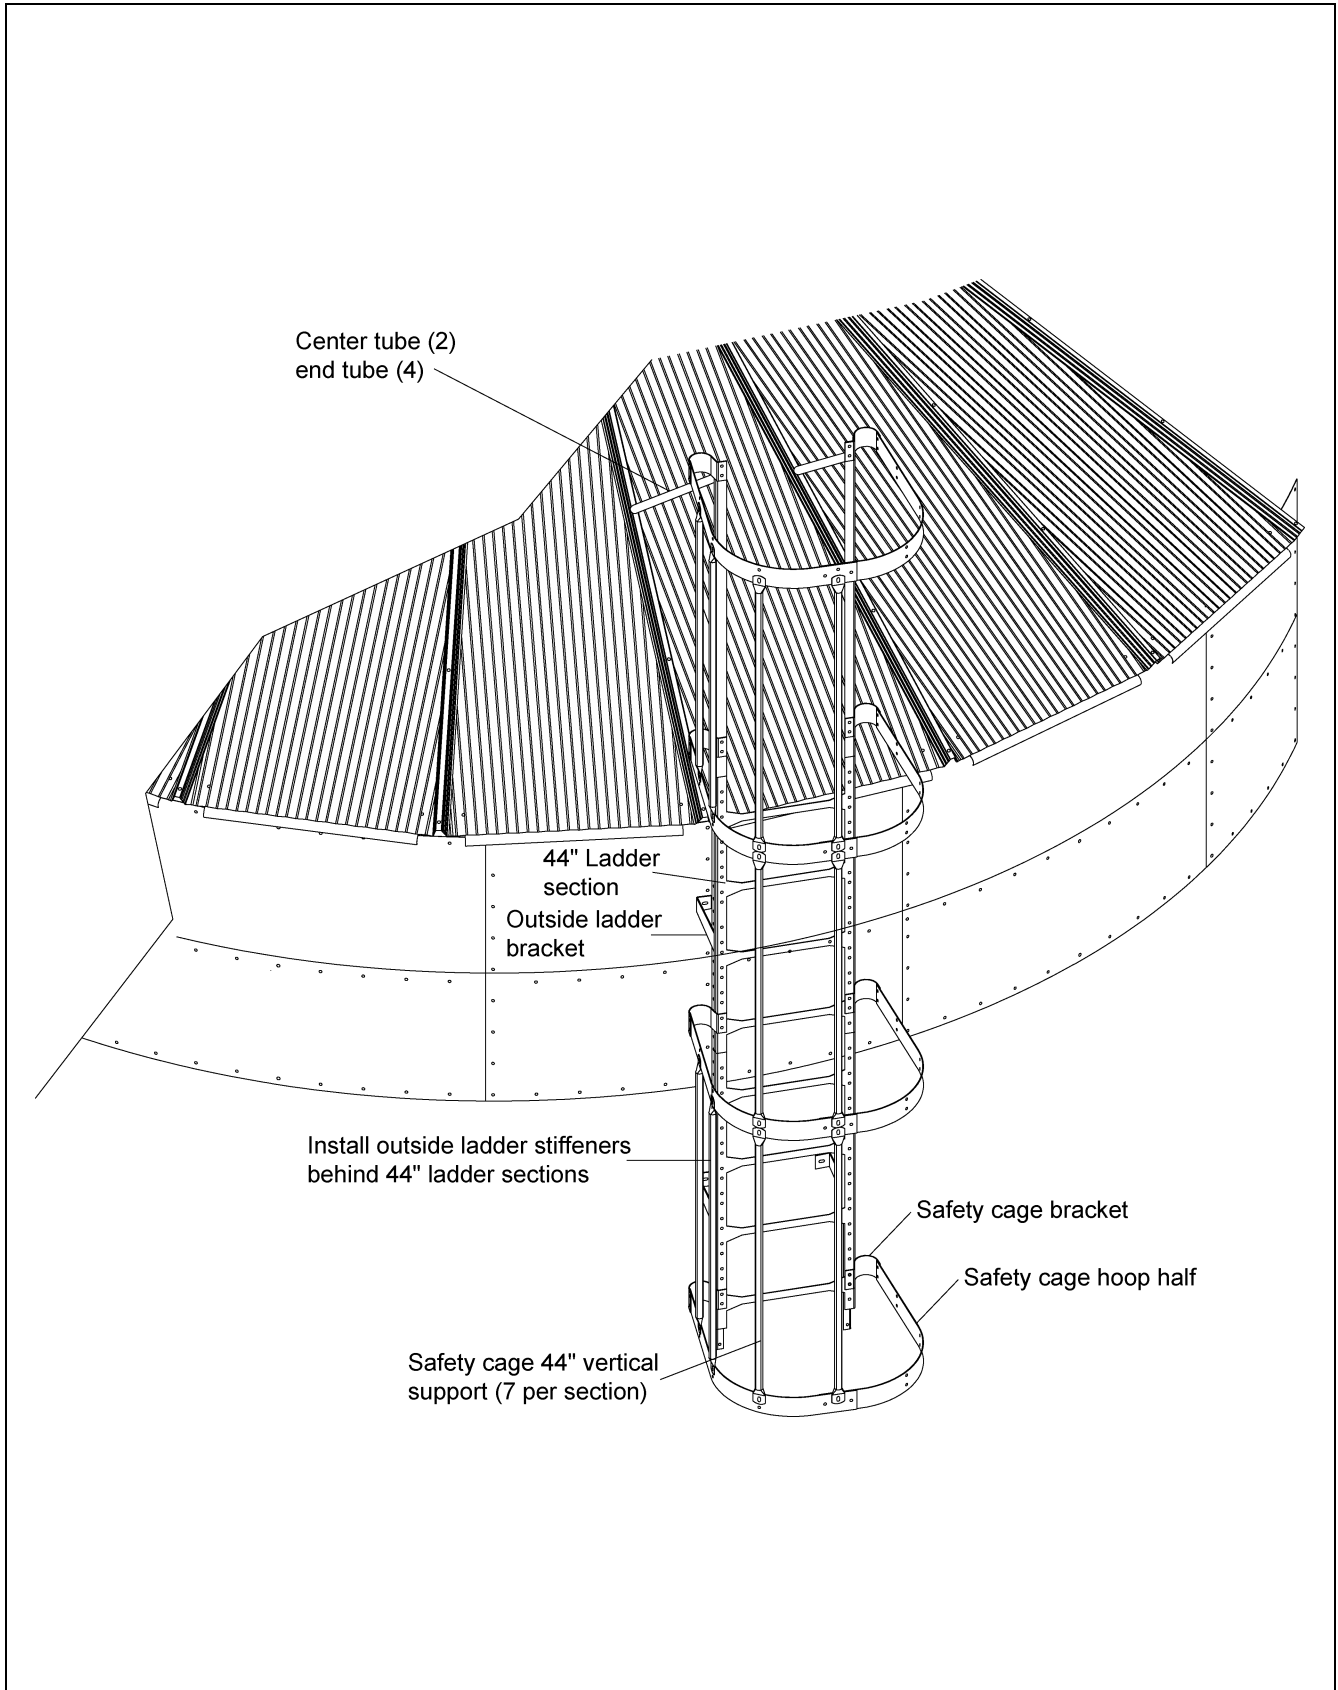 Center tube (2)
end tube (4)
44" Ladder
section
Outside ladder
bracket
Install outside ladder stiffeners
behind 44" ladder sections
Safety cage bracket
Safety cage hoop half
Safety cage 44" vertical
support (7 per section)